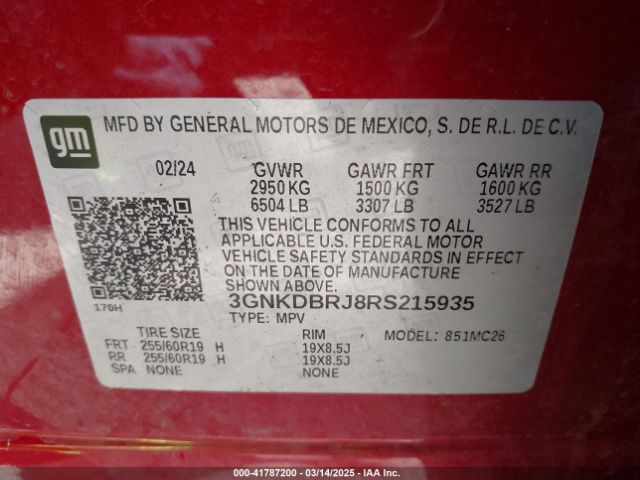 gm
MFD BY GENERAL MOTORS DE MEXICO, S. DE R.L. DE C.V.
02/24 GVWR GAWR FRT GAWR RR
2950 KG 1500 KG 1600 KG
6504 LB 3307 LB 3527 LB
THIS VEHICLE CONFORMS TO ALL
APPLICABLE U.S. FEDERAL MOTOR
VEHICLE SAFETY STANDARDS IN EFFECT
ON THE DATE OF MANUFACTURE
SHOWN ABOVE.
170H 3GNKDBRJ8RS215935
TYPE: MPV
TIRE SIZE RIM MODEL: 851MC26
FRT 255/60R19 H 19X8.5J
RR 255/60R19 H 19X8.5J
SPA NONE NONE
000-41787200 — 03/14/2025 — IAA Inc.